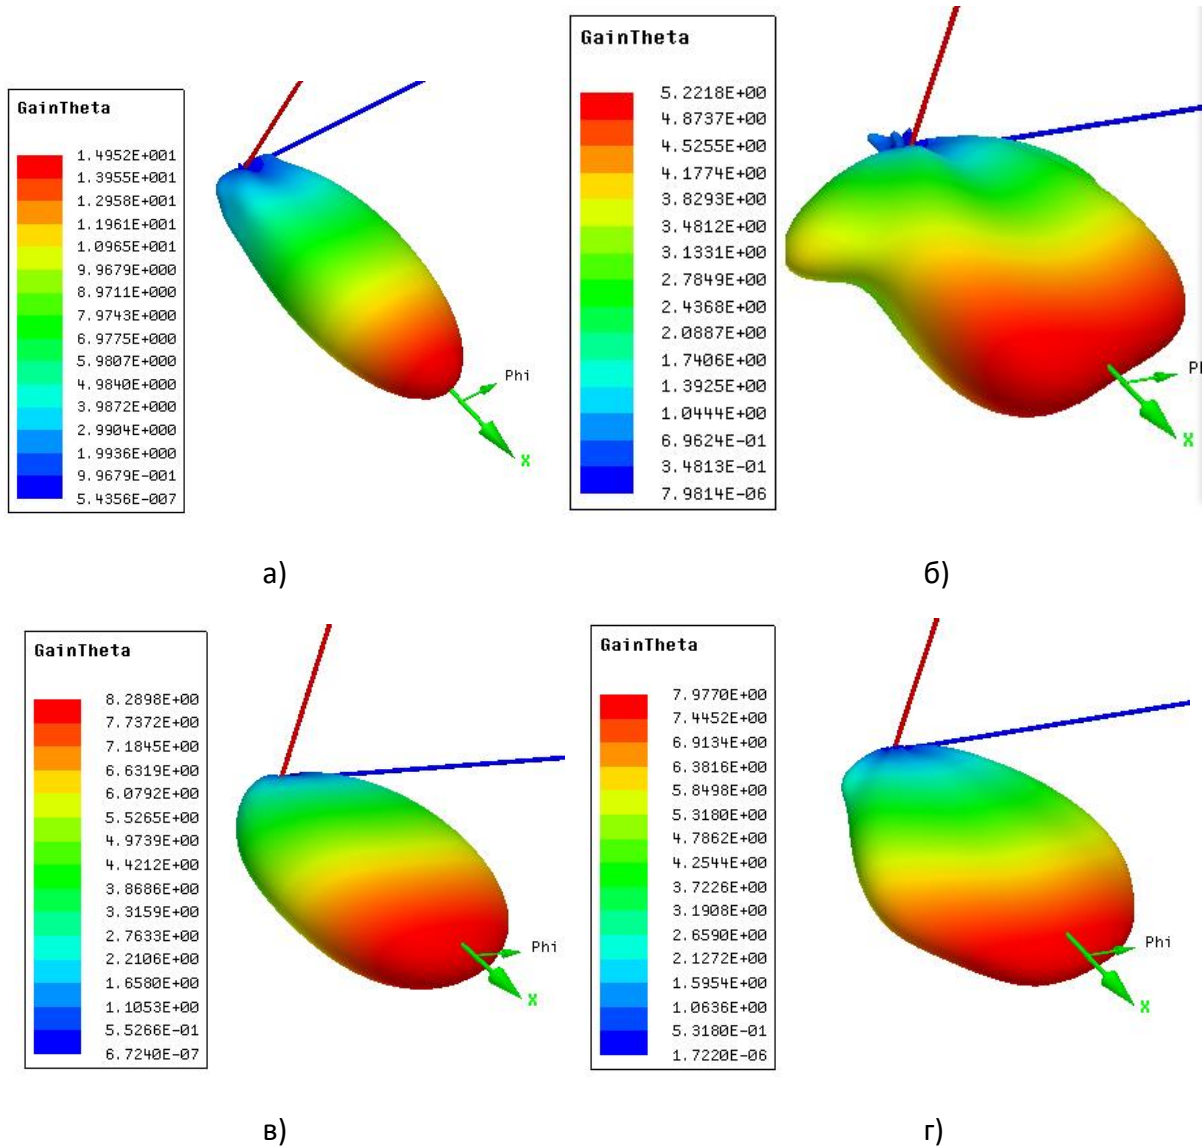 GainTheta
1.4952E+001
1.3955E+001
1.2958E+001
1.1961E+001
1.0965E+001
9.9679E+000
8.9711E+000
7.9743E+000
6.9775E+000
5.9807E+000
4.9840E+000
3.9872E+000
2.9904E+000
1.9936E+000
9.9679E-001
5.4356E-007
Phi
X
а)
GainTheta
5.2218E+00
4.8737E+00
4.5255E+00
4.1774E+00
3.8293E+00
3.4812E+00
3.1331E+00
2.7849E+00
2.4368E+00
2.0887E+00
1.7406E+00
1.3925E+00
1.0444E+00
6.9624E-01
3.4813E-01
7.9814E-06
X
б)
GainTheta
8.2898E+00
7.7372E+00
7.1845E+00
6.6319E+00
6.0792E+00
5.5265E+00
4.9739E+00
4.4212E+00
3.8686E+00
3.3159E+00
2.7633E+00
2.2106E+00
1.6580E+00
1.1053E+00
5.5266E-01
6.7240E-07
Phi
X
в)
GainTheta
7.9770E+00
7.4452E+00
6.9134E+00
6.3816E+00
5.8498E+00
5.3180E+00
4.7862E+00
4.2544E+00
3.7226E+00
3.1908E+00
2.6590E+00
2.1272E+00
1.5954E+00
1.0636E+00
5.3180E-01
1.7220E-06
Phi
X
г)